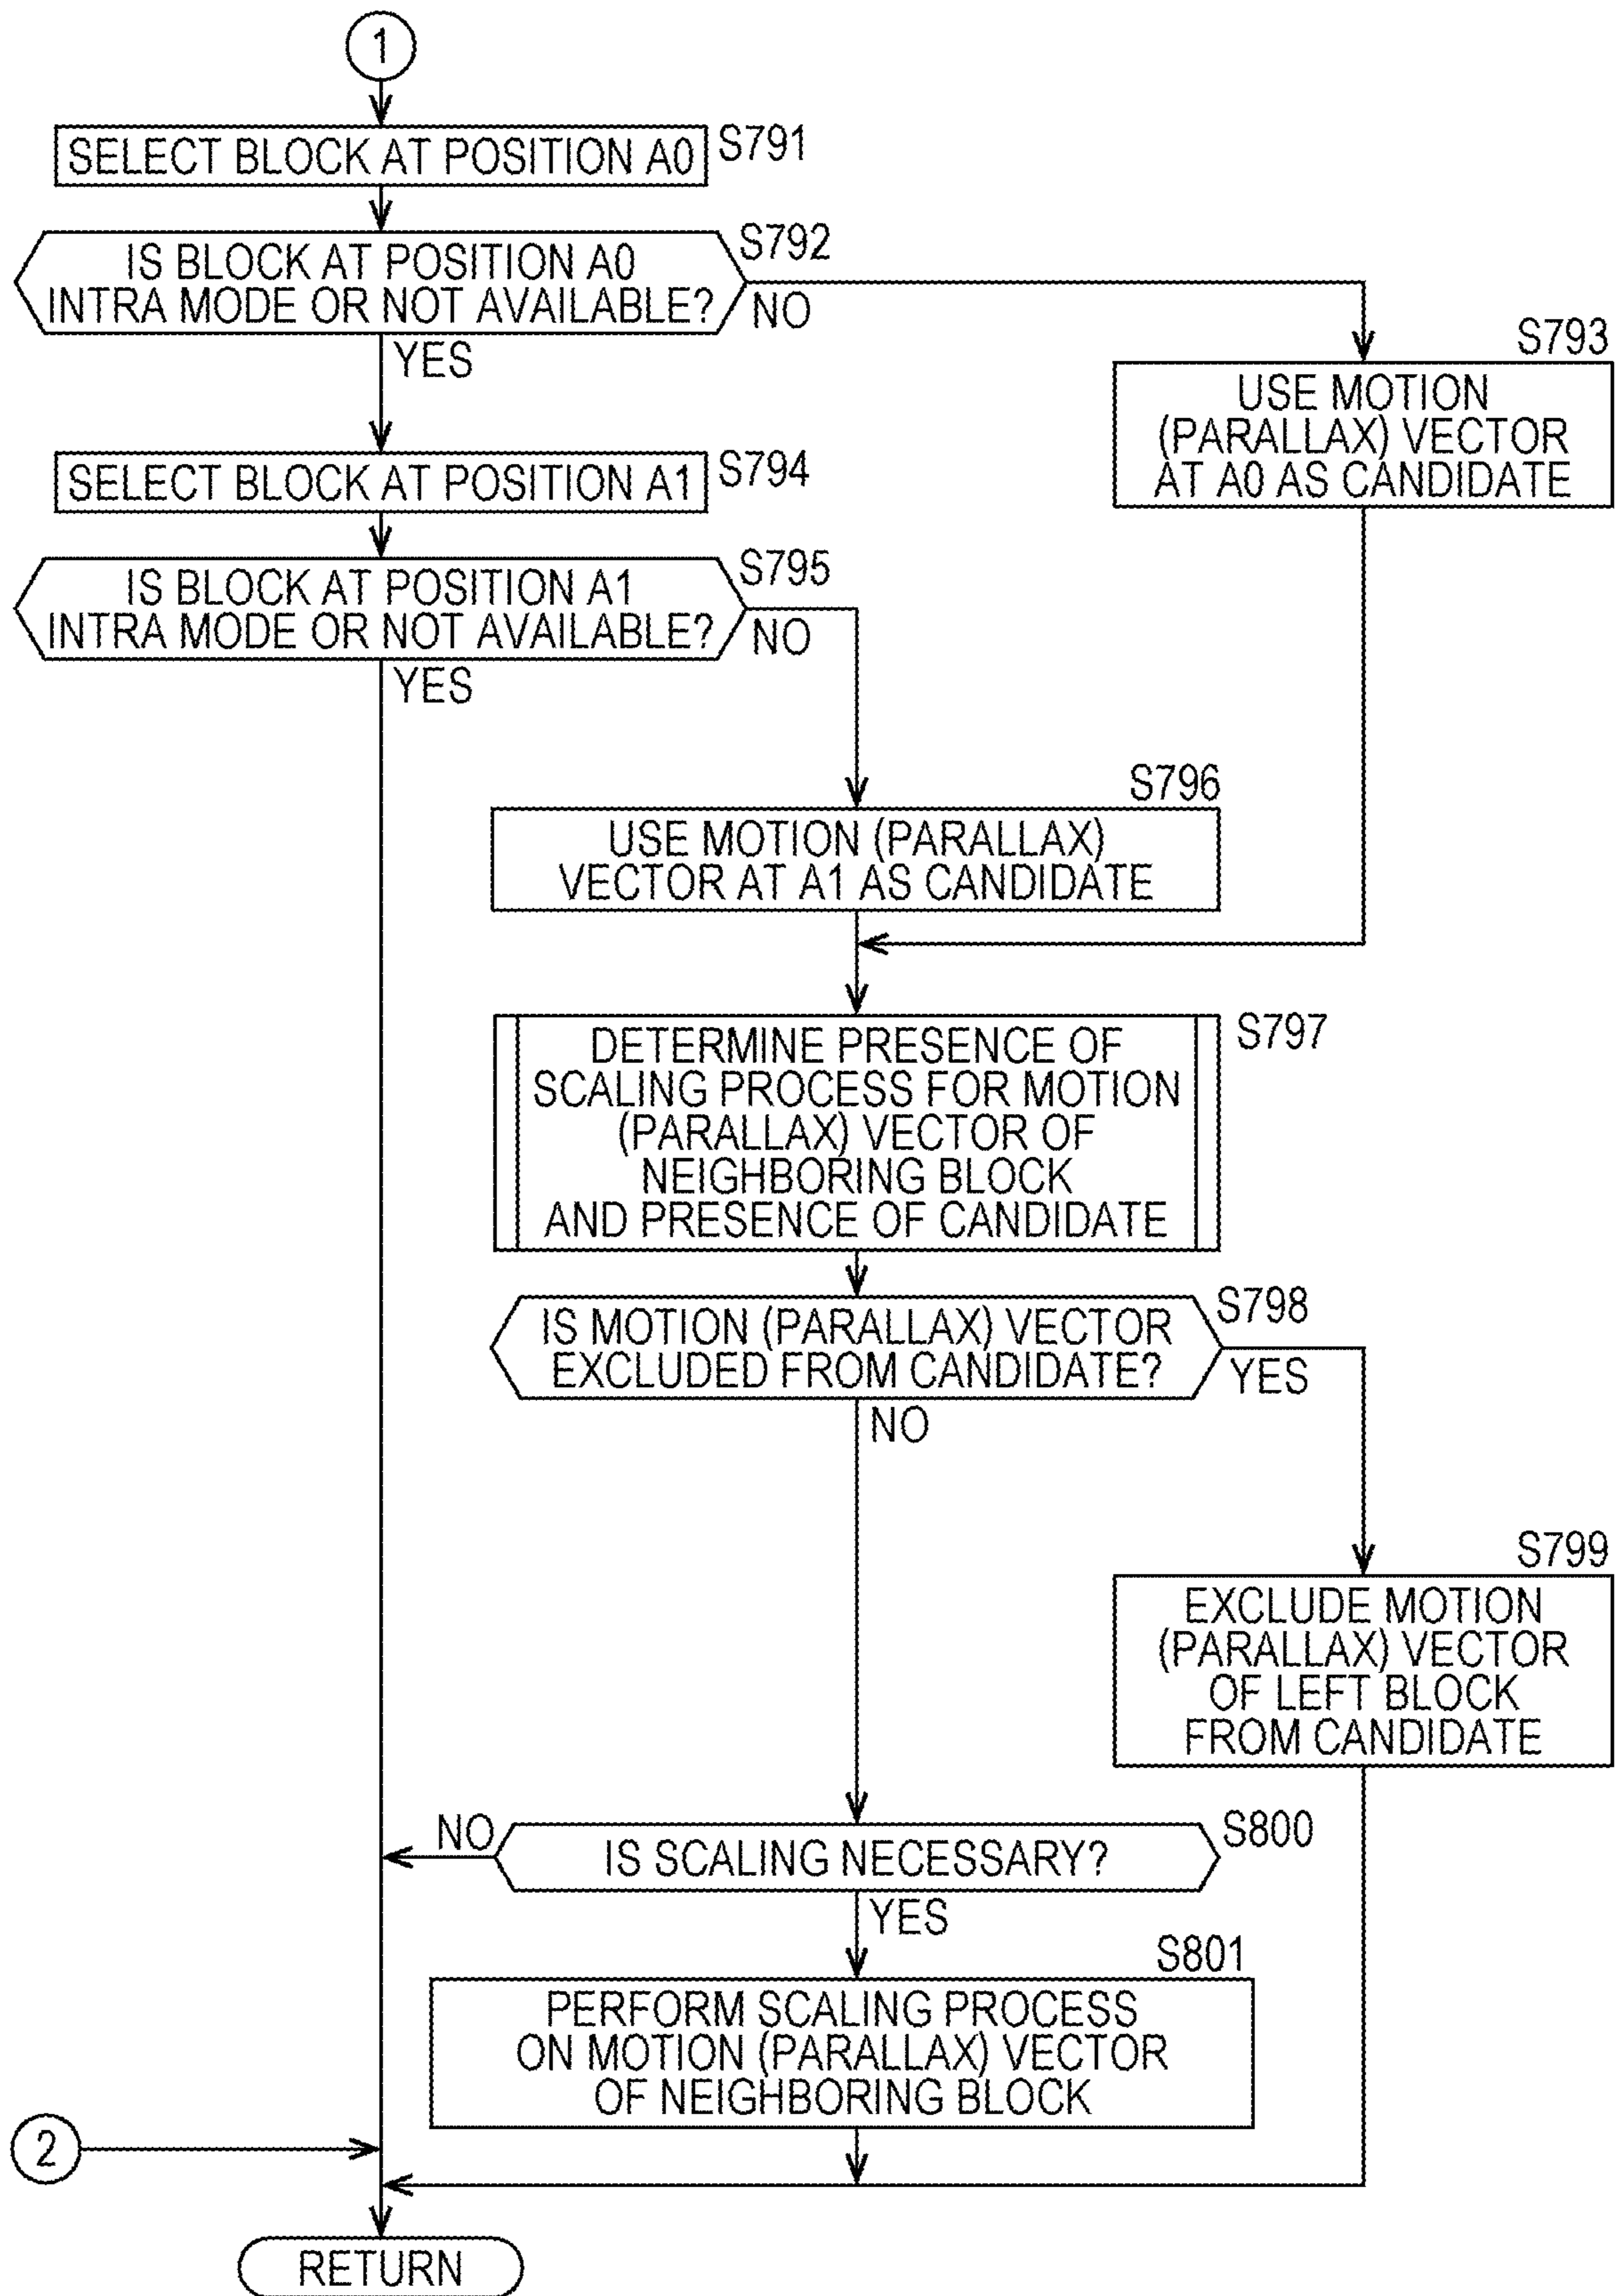 1
SELECT BLOCK AT POSITION A0
S791
IS BLOCK AT POSITION A0
INTRA MODE OR NOT AVAILABLE?
S792
NO
YES
S793
USE MOTION
(PARALLAX) VECTOR
AT A0 AS CANDIDATE
SELECT BLOCK AT POSITION A1
S794
IS BLOCK AT POSITION A1
INTRA MODE OR NOT AVAILABLE?
S795
NO
YES
S796
USE MOTION (PARALLAX)
VECTOR AT A1 AS CANDIDATE
DETERMINE PRESENCE OF
SCALING PROCESS FOR MOTION
(PARALLAX) VECTOR OF
NEIGHBORING BLOCK
AND PRESENCE OF CANDIDATE
S797
IS MOTION (PARALLAX) VECTOR
EXCLUDED FROM CANDIDATE?
S798
YES
NO
S799
EXCLUDE MOTION
(PARALLAX) VECTOR
OF LEFT BLOCK
FROM CANDIDATE
NO
IS SCALING NECESSARY?
S800
YES
S801
PERFORM SCALING PROCESS
ON MOTION (PARALLAX) VECTOR
OF NEIGHBORING BLOCK
2
RETURN